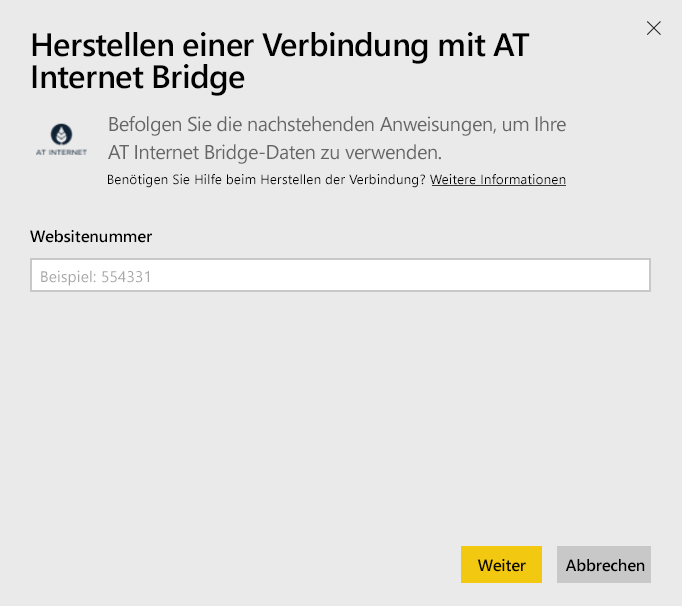 Herstellen einer Verbindung mit AT
Internet Bridge
Befolgen Sie die nachstehenden Anweisungen, um Ihre
AT INTERNET
AT Internet Bridge-Daten zu verwenden.
Benötigen Sie Hilfe beim Herstellen der Verbindung? Weitere Informationen
Websitenummer
Beispiel: 554331
Weiter
Abbrechen